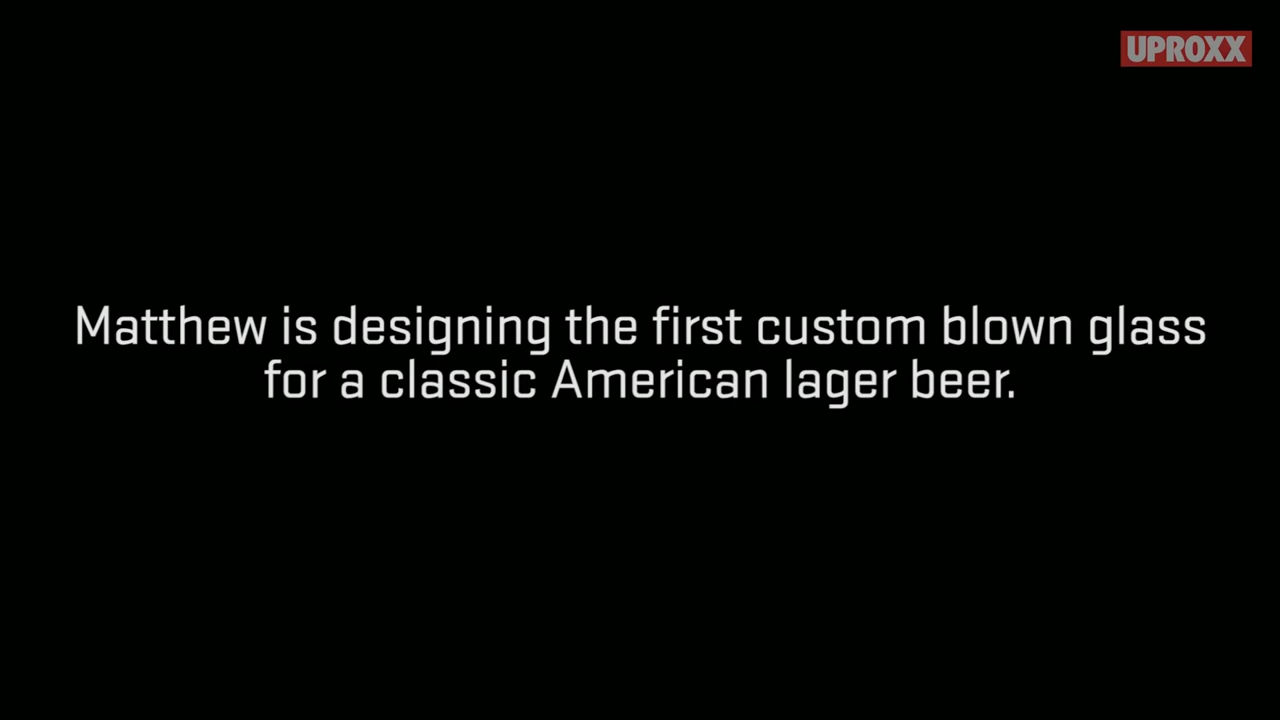 UPROXX
Matthew is designing the first custom blown glass
for a classic American lager beer.